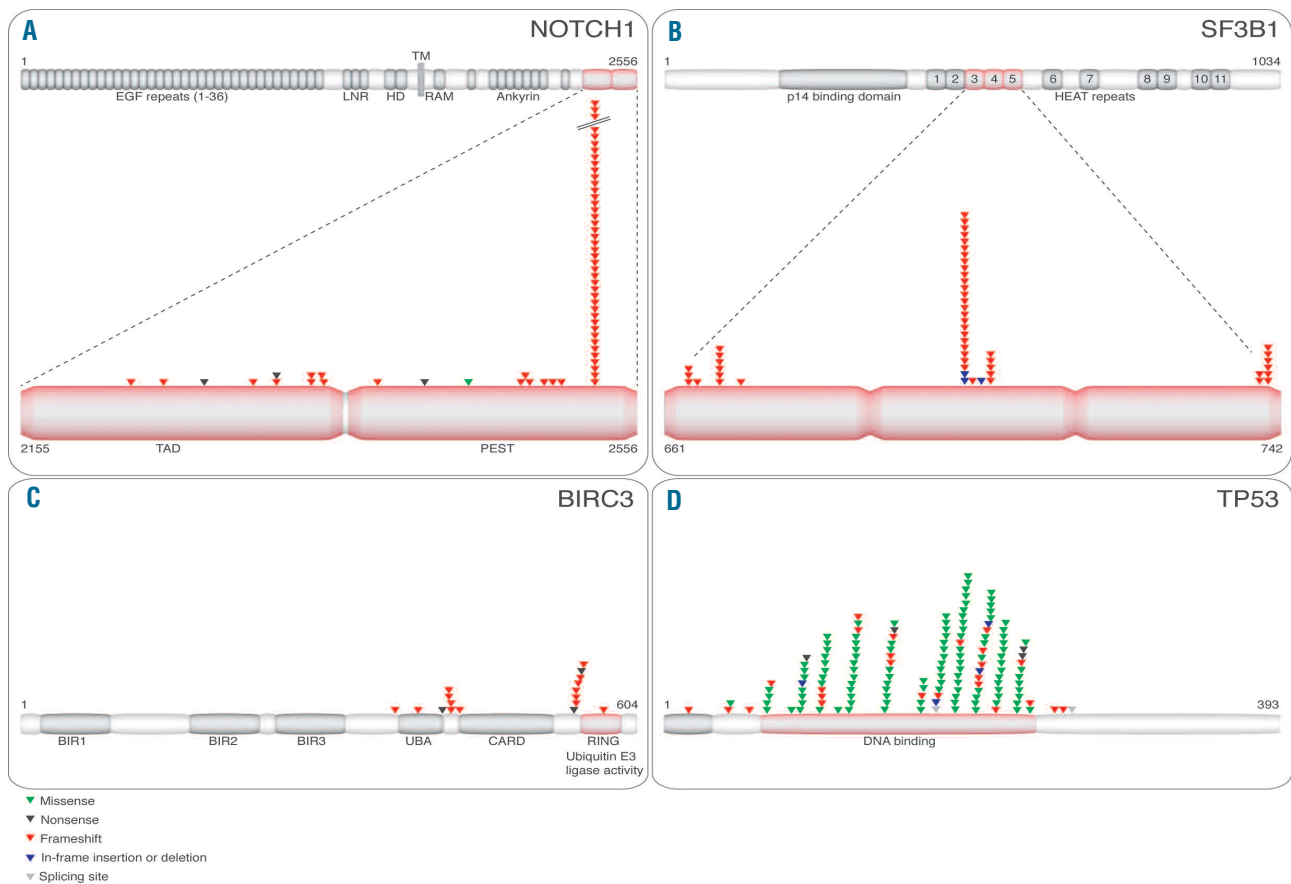 A
NOTCH1
TM
1
2556
EGF repeats (1-36)
LNR
HD
RAM
Ankyrin
2155
TAD
PEST
2556
B
SF3B1
1
1034
1 2 3 4 5 6 7 8 9 10 11
p14 binding domain
HEAT repeats
661
742
C
BIRC3
1
604
BIR1
BIR2
BIR3
UBA
CARD
RING
Ubiquitin E3
ligase activity
D
TP53
1
393
DNA binding
Missense
Nonsense
Frameshift
In-frame insertion or deletion
Splicing site